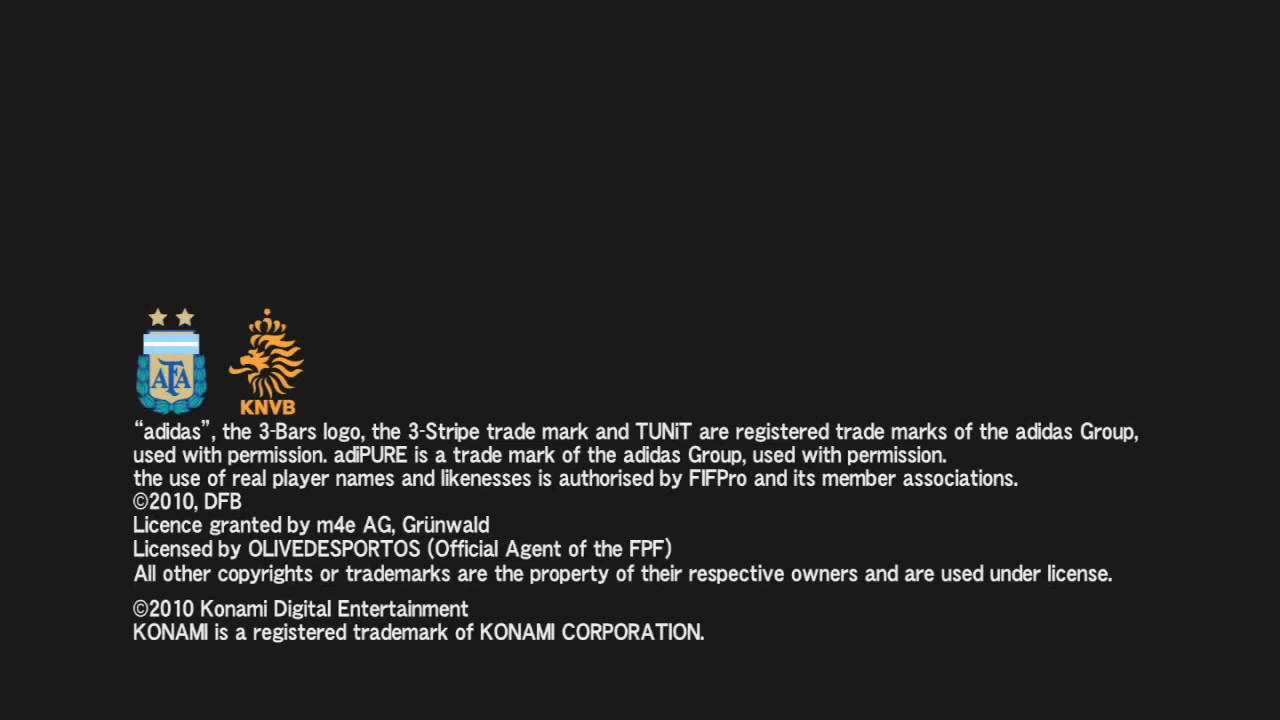 AFA
KNVB
“adidas”, the 3-Bars logo, the 3-Stripe trade mark and TUNiT are registered trade marks of the adidas Group,
used with permission. adiPURE is a trade mark of the adidas Group, used with permission.
the use of real player names and likenesses is authorised by FIFPro and its member associations.
©2010, DFB
Licence granted by m4e AG, Grünwald
Licensed by OLIVEDESPORTOS (Official Agent of the FPF)
All other copyrights or trademarks are the property of their respective owners and are used under license.
©2010 Konami Digital Entertainment
KONAMI is a registered trademark of KONAMI CORPORATION.